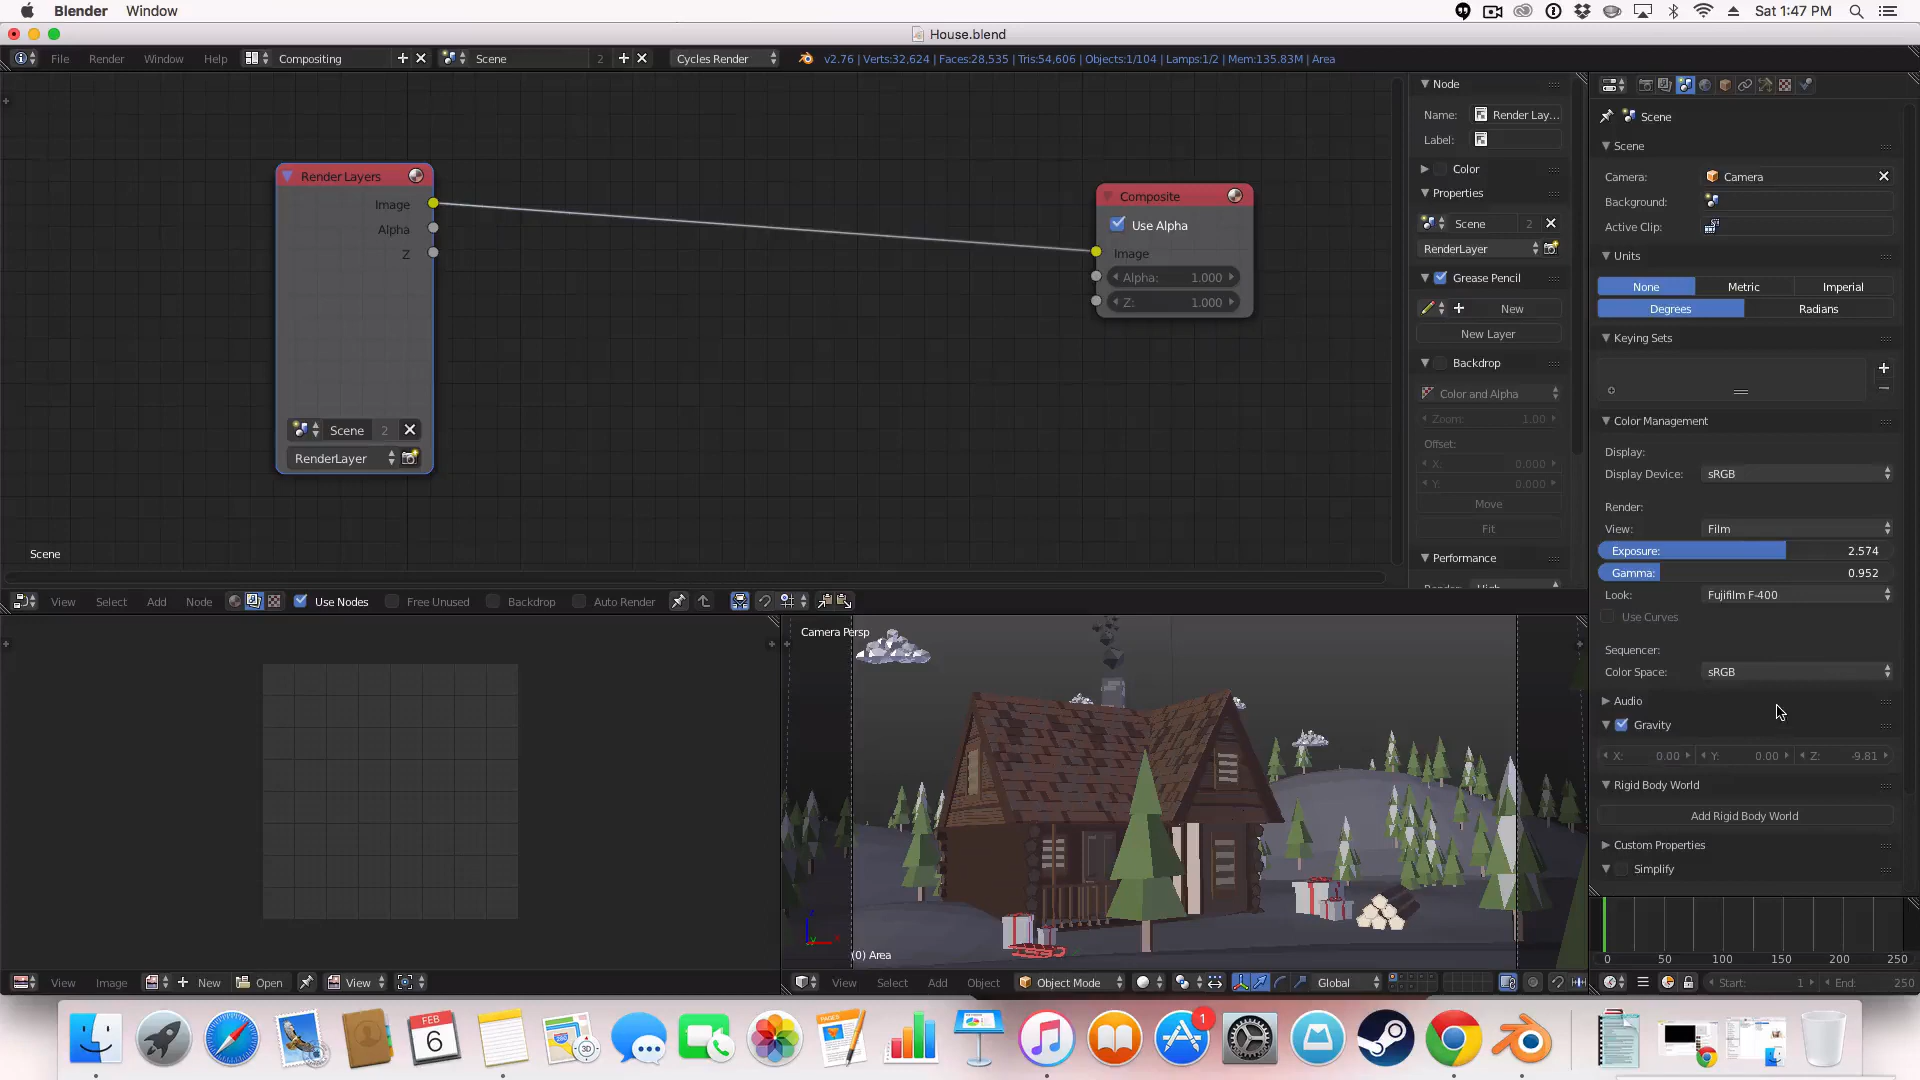 Blender Window
Sat 1:47 PM
House.blend
File Render Window Help Compositing Scene 2 Cycles Render v2.76 | Verts:32,624 | Faces:28,535 | Tris:54,606 | Objects:1/104 | Lamps:1/2 | Mem:135.83M | Area
Render Layers
Image
Alpha
Z
Scene 2
RenderLayer
Composite
Use Alpha
Image
Alpha: 1.000
Z: 1.000
Scene
Node
Name: Render Lay...
Label:
Color
Properties
Scene 2
RenderLayer
Grease Pencil
New
New Layer
Backdrop
Color and Alpha
Zoom: 1.00
Offset:
X: 0.000
Y: 0.000
Move
Fit
Performance
Scene
Scene
Camera: Camera
Background:
Active Clip:
Units
None Metric Imperial
Degrees Radians
Keying Sets
Color Management
Display:
Display Device: sRGB
Render:
View: Film
Exposure: 2.574
Gamma: 0.952
Look: Fujifilm F-400
Use Curves
Sequencer:
Color Space: sRGB
Audio
Gravity
X: 0.00 Y: 0.00 Z: -9.81
Rigid Body World
Add Rigid Body World
Custom Properties
Simplify
View Select Add Node Use Nodes Free Unused Backdrop Auto Render
Camera Persp
(0) Area
View Image New Open View
View Select Add Object Object Mode Global
0 50 100 150 200 250
Start: 1 End: 250
FEB
6
3D
1